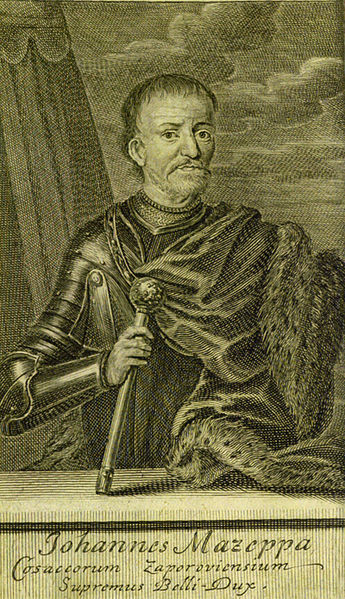 Johannes Mazeppa
Cosaccorum Zaporoviensium
Supremus Belli-Dux.